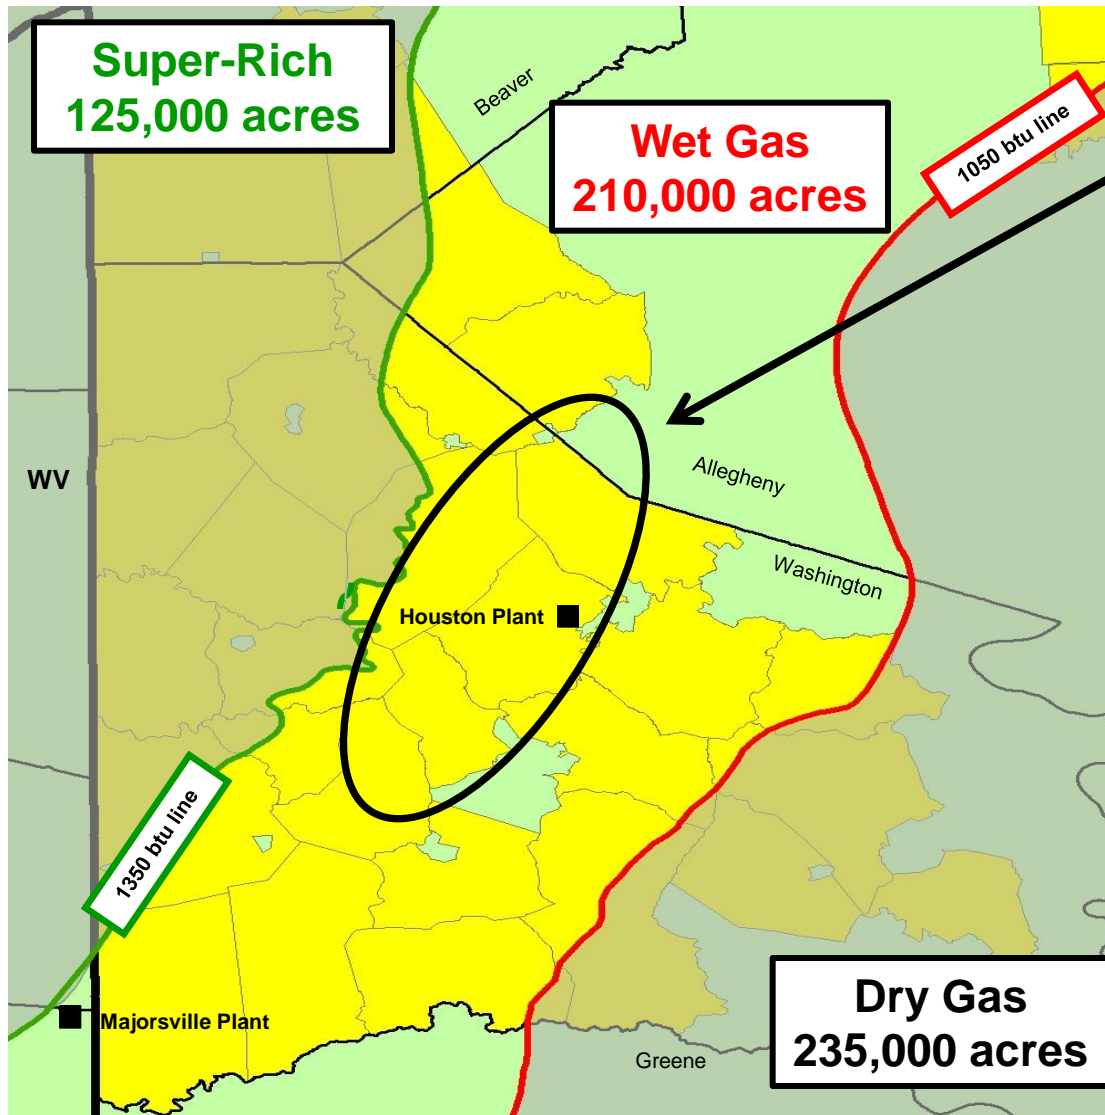 Super-Rich
125,000 acres
Beaver
Wet Gas
210,000 acres
1050 btu line
WV
Allegheny
Washington
Houston Plant
1350 btu line
Majorsville Plant
Dry Gas
235,000 acres
Greene